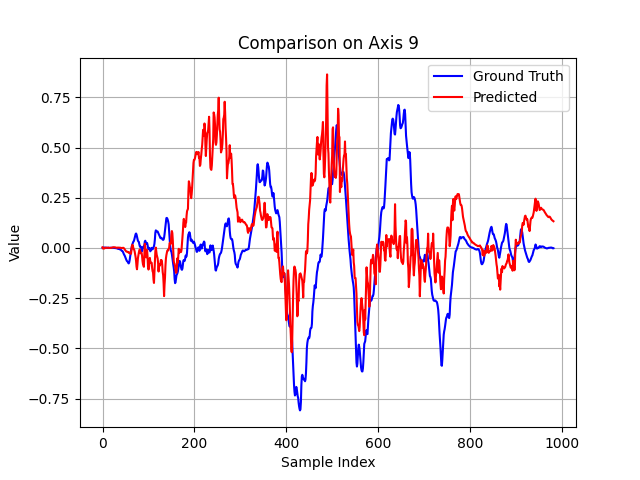 Comparison on Axis 9
Ground Truth
Predicted
0.75
0.50
0.25
0.00
−0.25
−0.50
−0.75
Value
0
200
400
600
800
1000
Sample Index